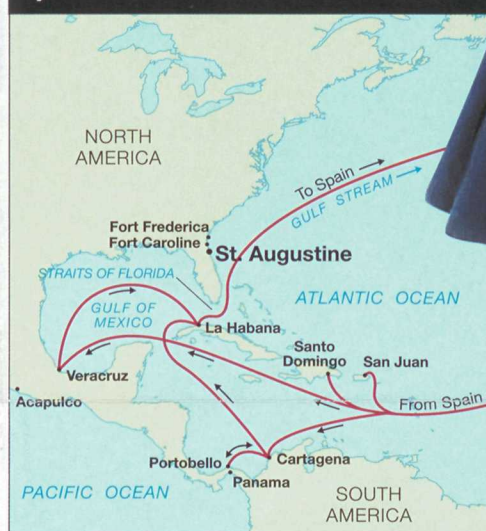 NORTH
AMERICA
To Spain
GULF STREAM
Fort Frederica
Fort Caroline
St. Augustine
STRAITS OF FLORIDA
ATLANTIC OCEAN
GULF OF
MEXICO
La Habana
Santo
Domingo
San Juan
Veracruz
Acapulco
From Spain
Portobello
Cartagena
Panama
PACIFIC OCEAN
SOUTH
AMERICA